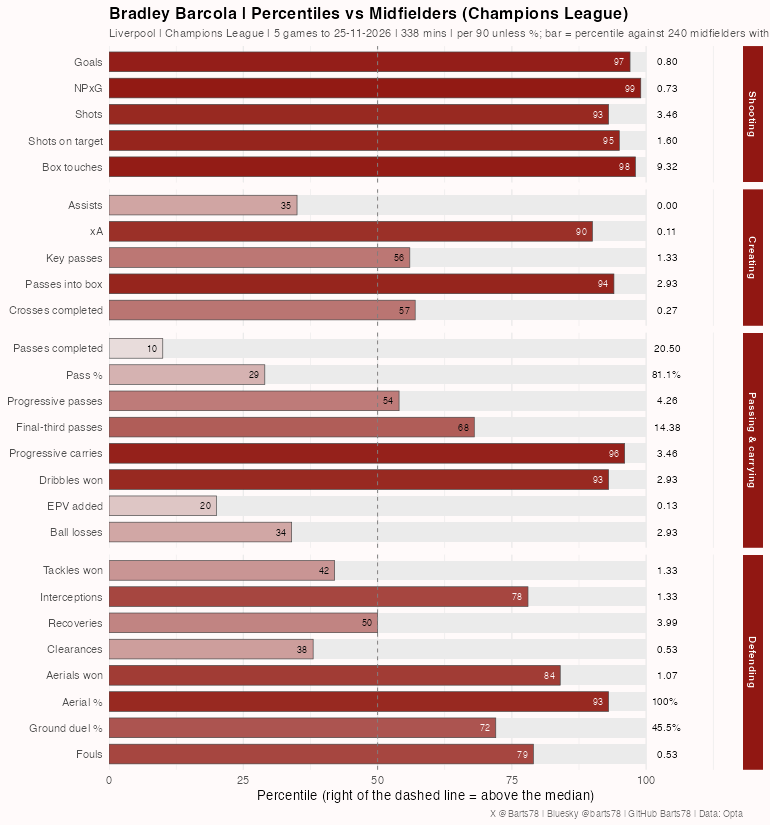 Bradley Barcola | Percentiles vs Midfielders (Champions League)
Liverpool | Champions League | 5 games to 25-11-2026 | 338 mins | per 90 unless %; bar = percentile against 240 midfielders with
Goals 97 0.80
NPxG 99 0.73
Shots 93 3.46
Shots on target 95 1.60
Box touches 98 9.32
Shooting
Assists 35 0.00
xA 90 0.11
Key passes 56 1.33
Passes into box 94 2.93
Crosses completed 57 0.27
Creating
Passes completed 10 20.50
Pass % 29 81.1%
Progressive passes 54 4.26
Final-third passes 68 14.38
Progressive carries 96 3.46
Dribbles won 93 2.93
EPV added 20 0.13
Ball losses 34 2.93
Passing & carrying
Tackles won 42 1.33
Interceptions 78 1.33
Recoveries 50 3.99
Clearances 38 0.53
Aerials won 84 1.07
Aerial % 93 100%
Ground duel % 72 45.5%
Fouls 79 0.53
Defending
0 25 50 75 100
Percentile (right of the dashed line = above the median)
X @Barts78 | Bluesky @barts78 | GitHub Barts78 | Data: Opta